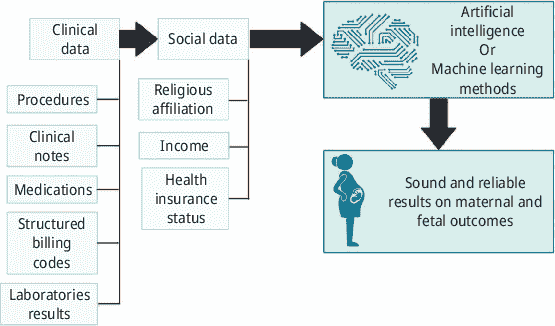 Clinical
data
Social data
Artificial
intelligence
Or
Machine learning
methods
Procedures
Clinical
notes
Medications
Structured
billing
codes
Laboratories
results
Religious
affiliation
Income
Health
insurance
status
Sound and reliable
results on maternal and
fetal outcomes